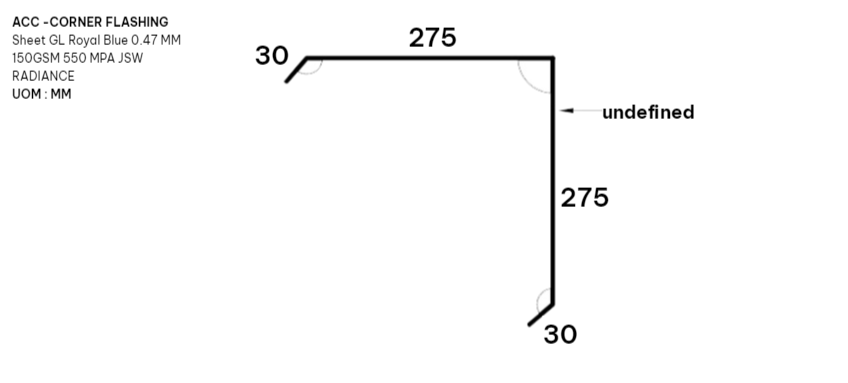 ACC -CORNER FLASHING
Sheet GL Royal Blue 0.47 MM
150GSM 550 MPA JSW
RADIANCE
UOM : MM
275
30
undefined
275
30